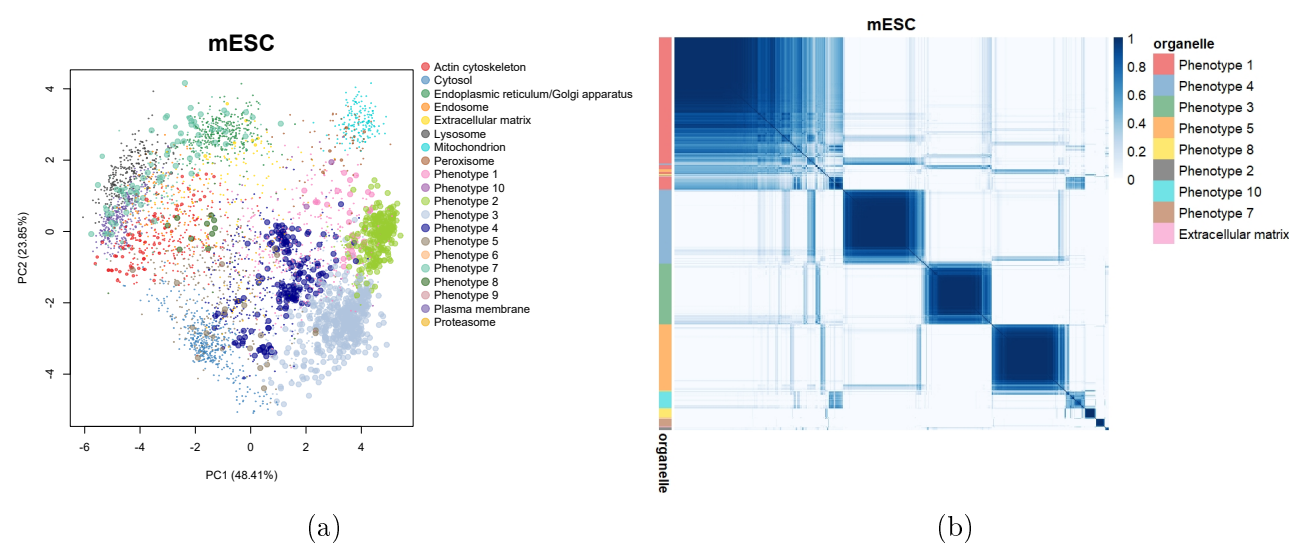 mESC
4
2
0
-2
-4
PC2 (23.85%)
-6
-4
-2
0
2
4
PC1 (48.41%)
Actin cytoskeleton
Cytosol
Endoplasmic reticulum/Golgi apparatus
Endosome
Extracellular matrix
Lysosome
Mitochondrion
Peroxisome
Phenotype 1
Phenotype 10
Phenotype 2
Phenotype 3
Phenotype 4
Phenotype 5
Phenotype 6
Phenotype 7
Phenotype 8
Phenotype 9
Plasma membrane
Proteasome
(a)
mESC
organelle
1
0.8
0.6
0.4
0.2
0
organelle
Phenotype 1
Phenotype 4
Phenotype 3
Phenotype 5
Phenotype 8
Phenotype 2
Phenotype 10
Phenotype 7
Extracellular matrix
(b)